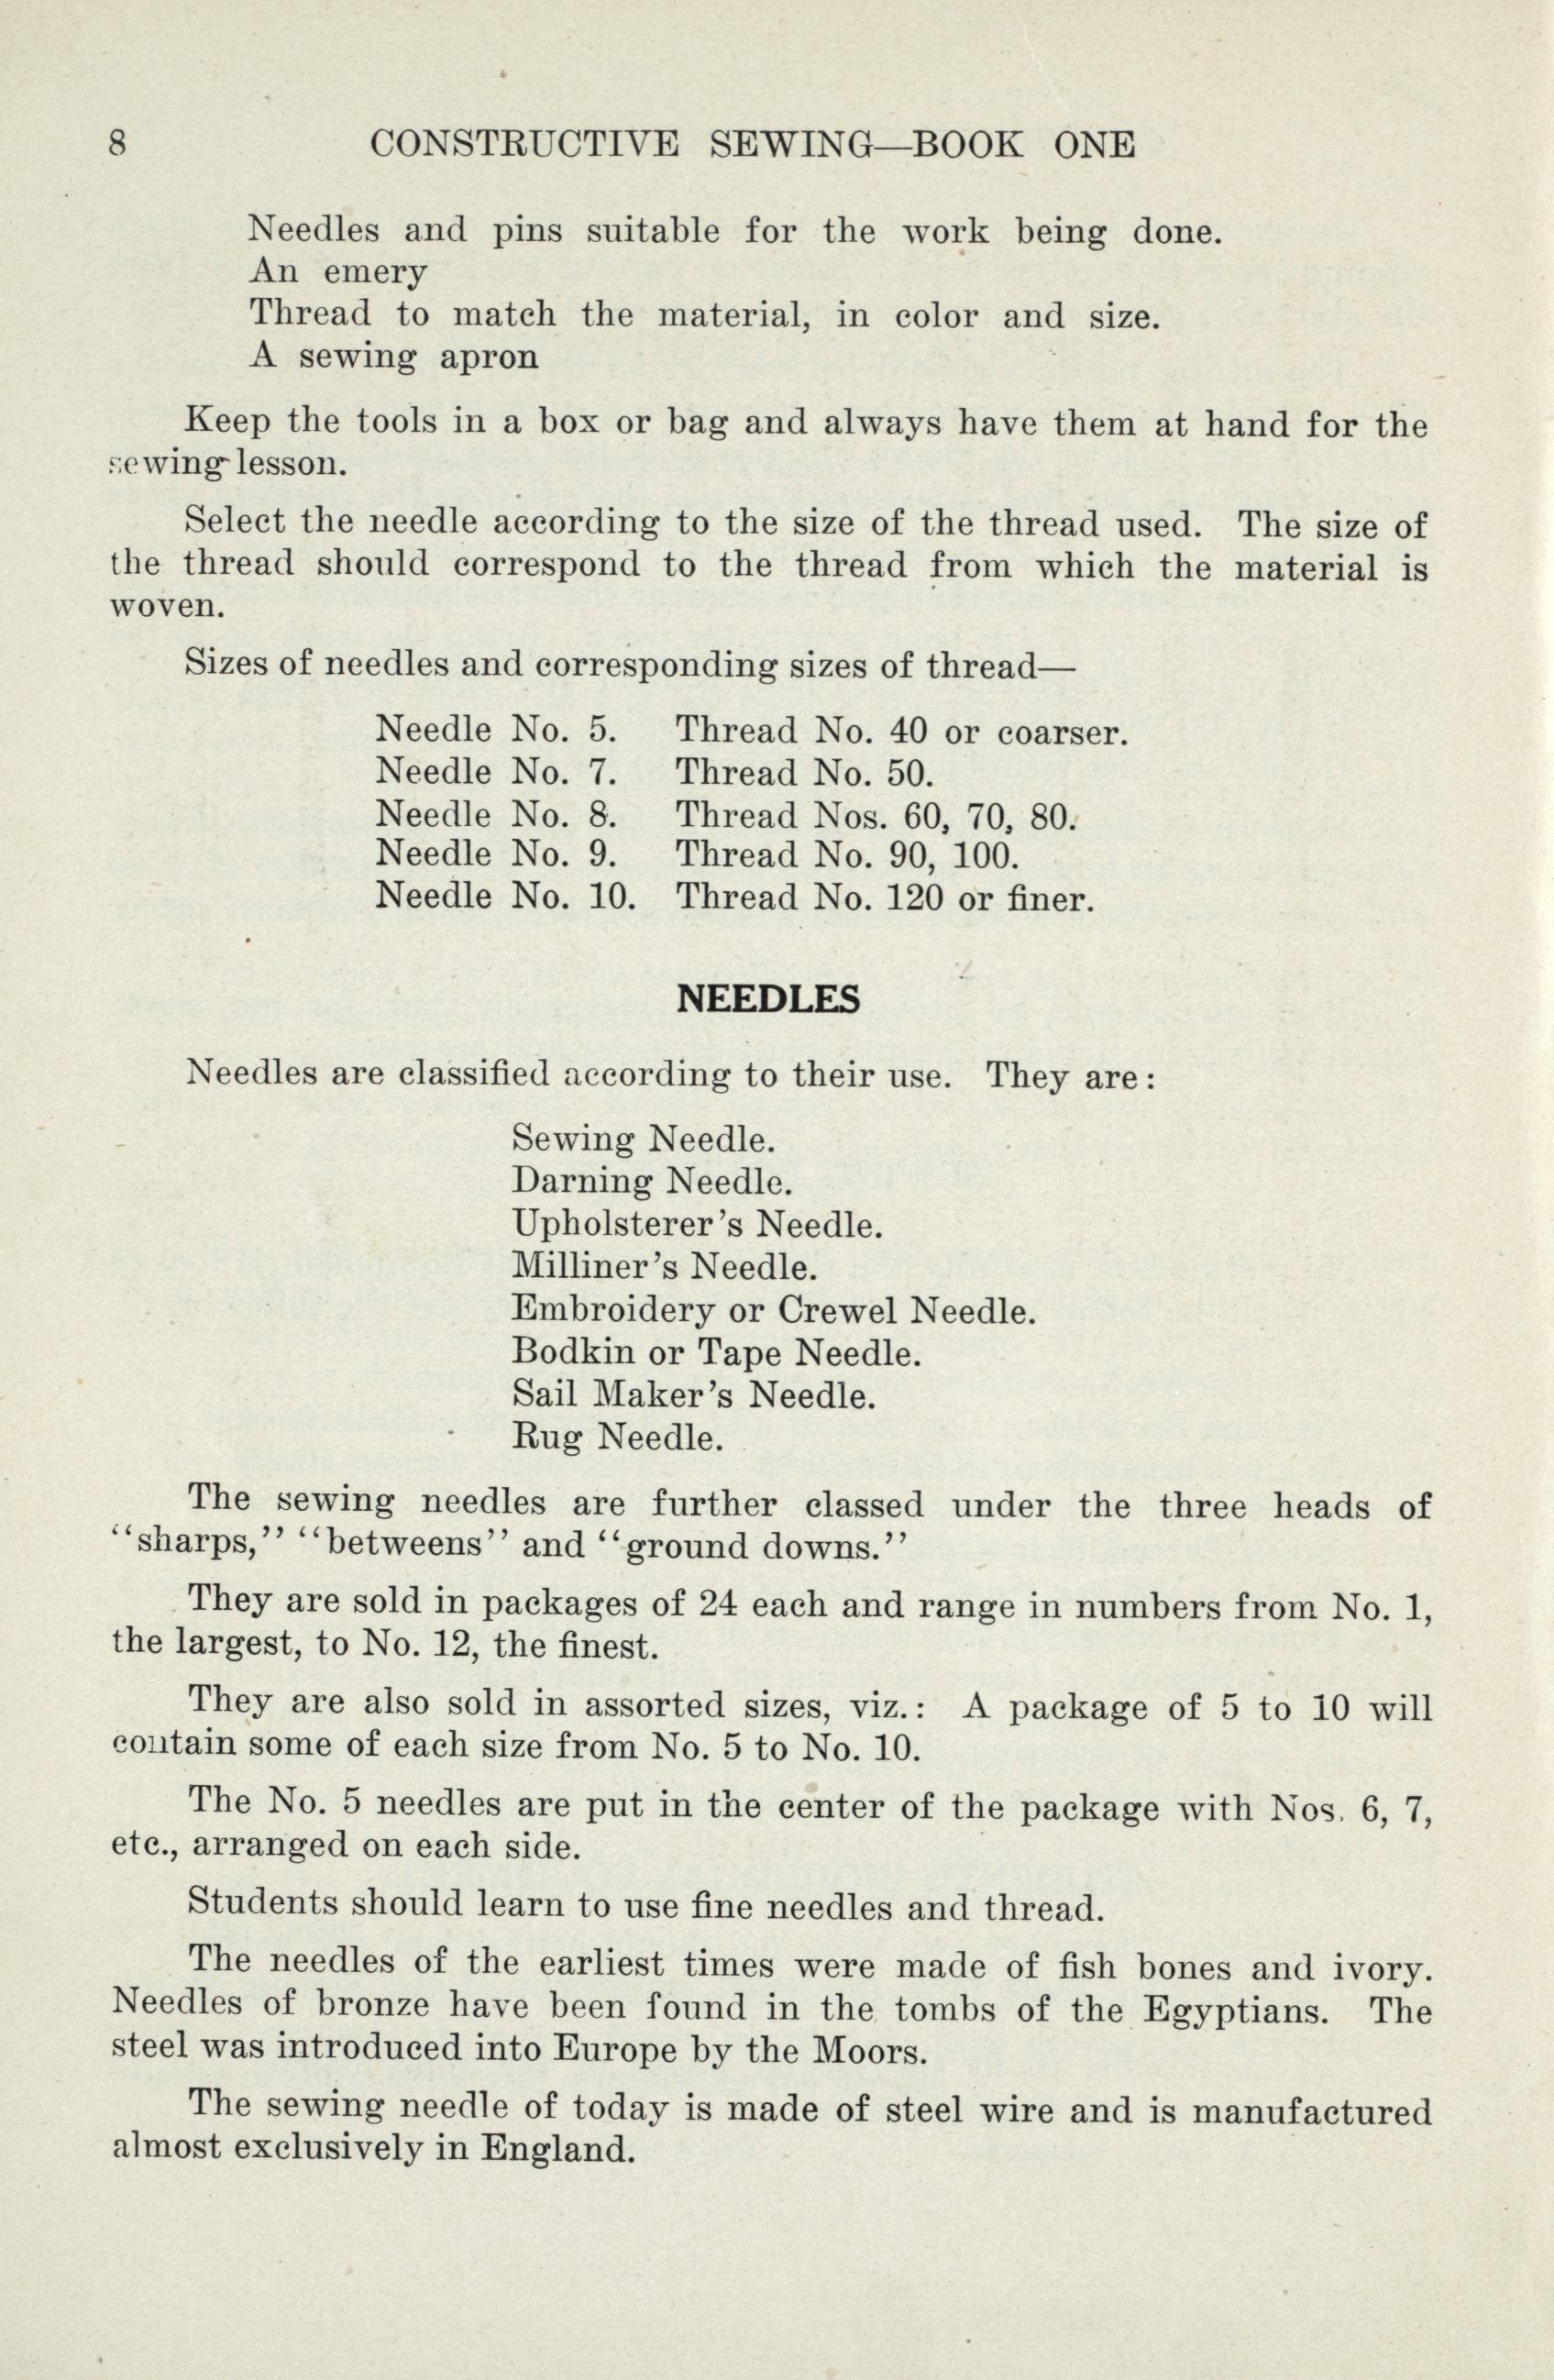 8 CONSTRUCTIVE SEWING—BOOK ONE
Needles and pins suitable for the work being done.
An emery
Thread to match the material, in color and size.
A sewing apron
Keep the tools in a box or bag and always have them at hand for the
sewing lesson.
Select the needle according to the size of the thread used. The size of
the thread should correspond to the thread from which the material is
woven.
Sizes of needles and corresponding sizes of thread—
Needle No. 5. Thread No. 40 or coarser.
Needle No. 7. Thread No. 50.
Needle No. 8. Thread Nos. 60, 70, 80.
Needle No. 9. Thread No. 90, 100.
Needle No. 10. Thread No. 120 or finer.
NEEDLES
Needles are classified according to their use. They are:
Sewing Needle.
Darning Needle.
Upholsterer's Needle.
Milliner's Needle.
Embroidery or Crewel Needle.
Bodkin or Tape Needle.
Sail Maker's Needle.
Rug Needle.
The sewing needles are further classed under the three heads of
"sharps," "betweens" and "ground downs."
They are sold in packages of 24 each and range in numbers from No. 1,
the largest, to No. 12, the finest.
They are also sold in assorted sizes, viz.: A package of 5 to 10 will
contain some of each size from No. 5 to No. 10.
The No. 5 needles are put in the center of the package with Nos. 6, 7,
etc., arranged on each side.
Students should learn to use fine needles and thread.
The needles of the earliest times were made of fish bones and ivory.
Needles of bronze have been found in the tombs of the Egyptians. The
steel was introduced into Europe by the Moors.
The sewing needle of today is made of steel wire and is manufactured
almost exclusively in England.